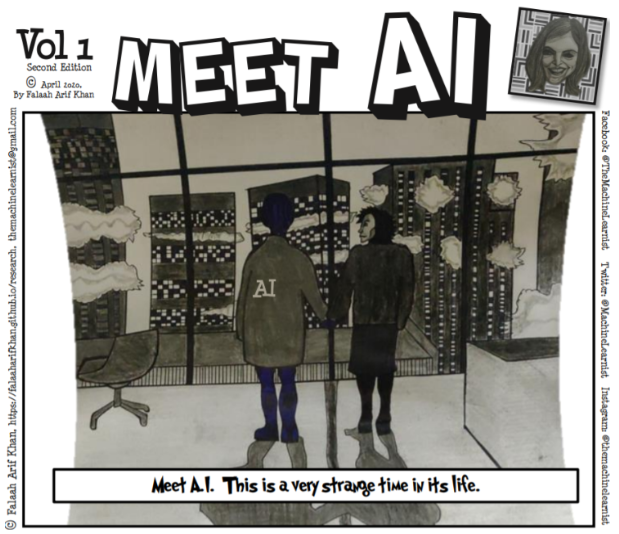 Vol 1
Second Edition
© April 2020,
By Falaah Arif Khan
MEET AI
AI
Meet A.I. This is a very strange time in its life.
© Falaah Arif Khan, https://falaaharifkhan.github.io/research, themachinelearnist@gmail.com
Facebook: @TheMachineLearnist Twitter: @MachineLearnist Instagram: @themachinelearnist